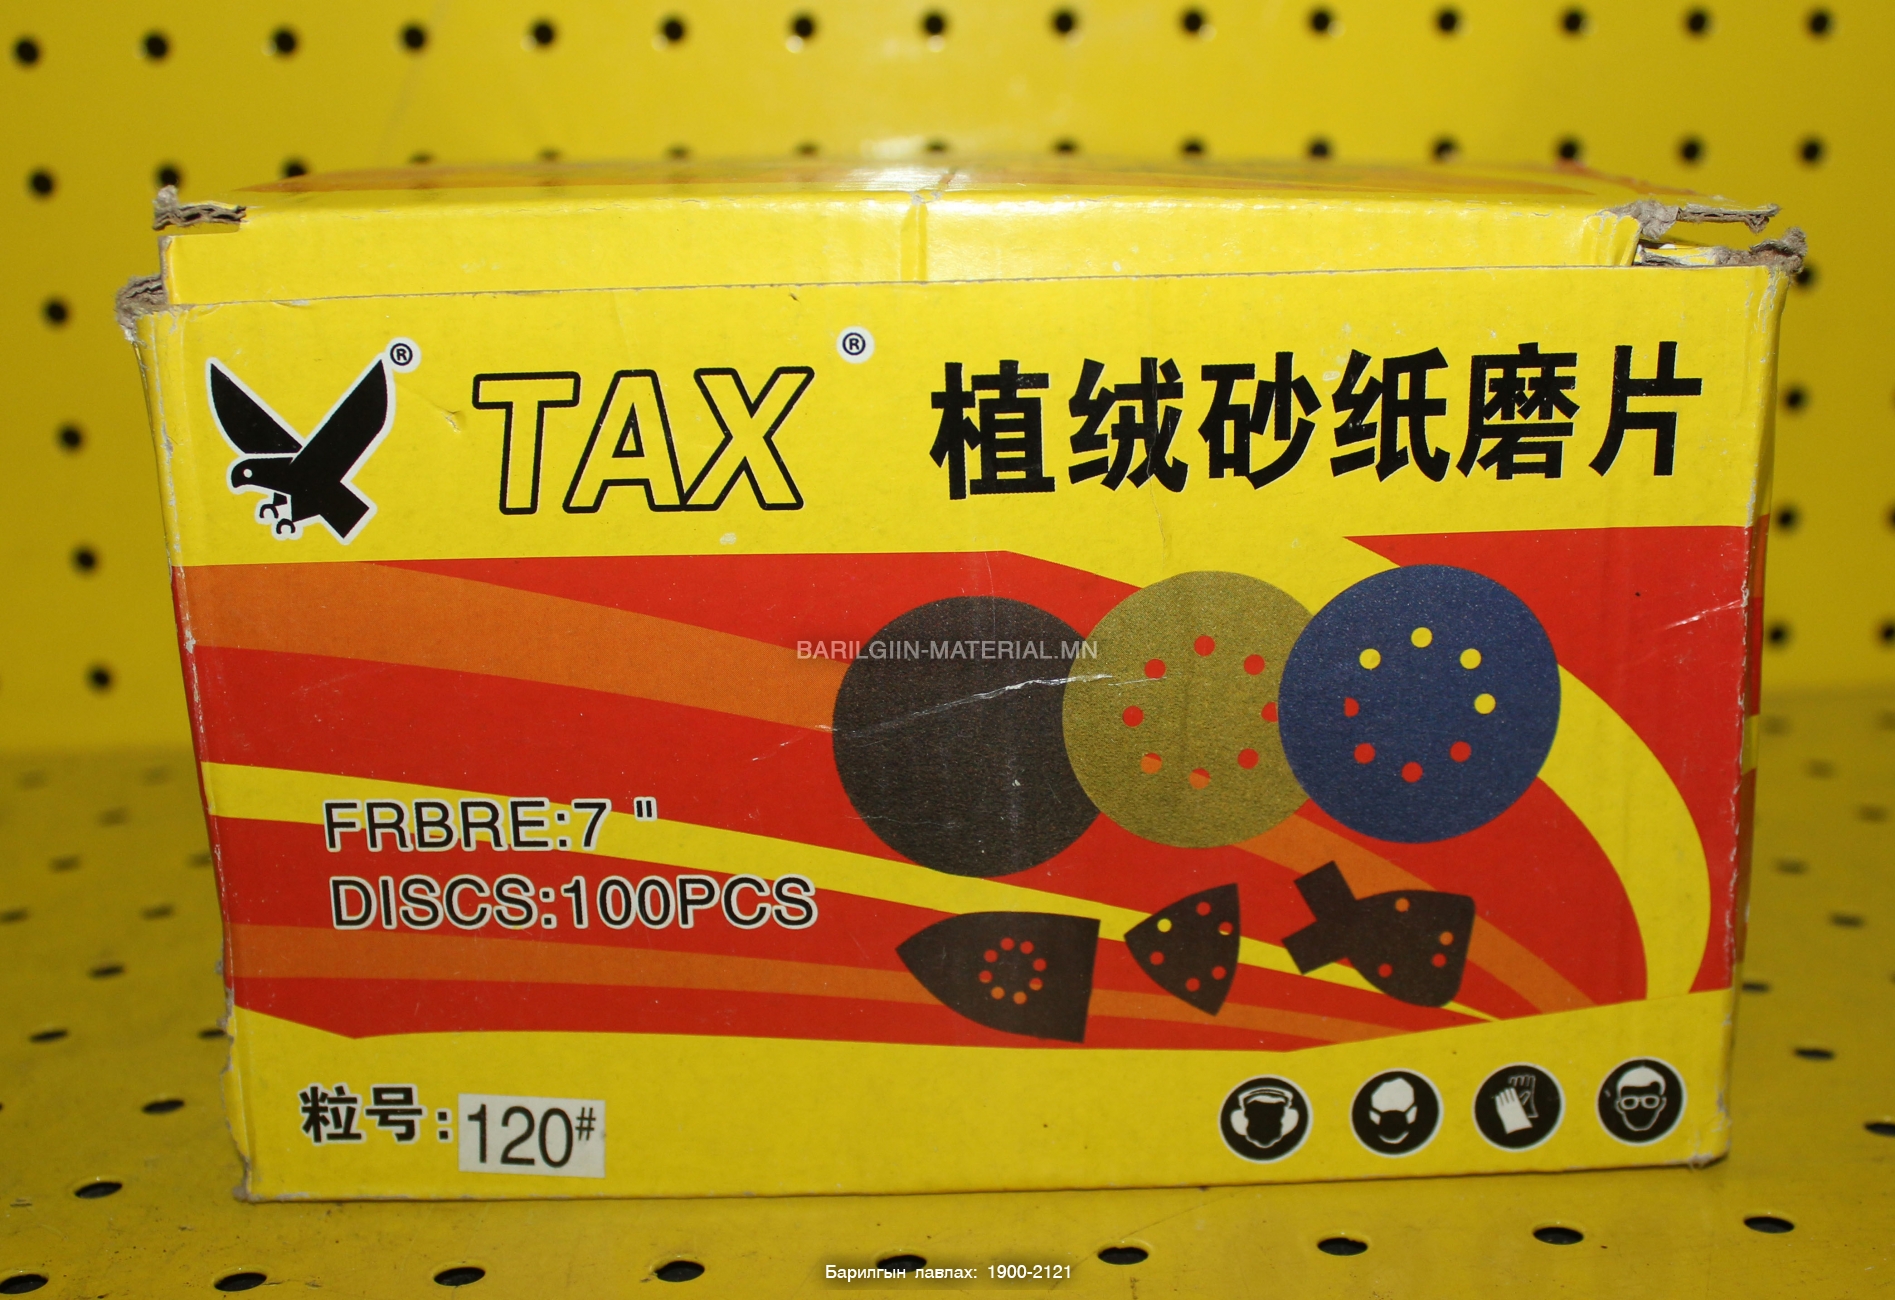 ®
TAX ®
植绒砂纸磨片
BARILGIIN-MATERIAL.MN
FRBRE:7 "
DISCS:100PCS
粒号:120#
Барилгын лавлах: 1900-2121